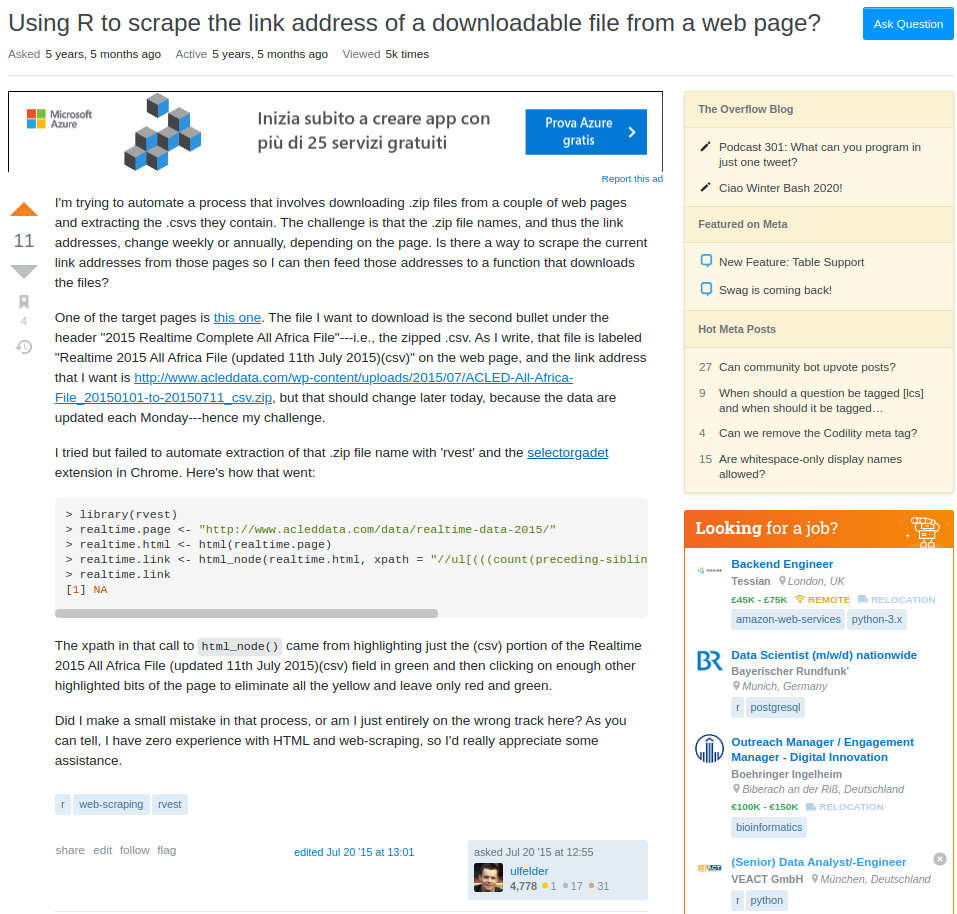 Using R to scrape the link address of a downloadable file from a web page?
Ask Question
Asked 5 years, 5 months ago Active 5 years, 5 months ago Viewed 5k times
Microsoft
Azure
Inizia subito a creare app con
più di 25 servizi gratuiti
Prova Azure
gratis
Report this ad
11
4
I'm trying to automate a process that involves downloading .zip files from a couple of web pages
and extracting the .csvs they contain. The challenge is that the .zip file names, and thus the link
addresses, change weekly or annually, depending on the page. Is there a way to scrape the current
link addresses from those pages so I can then feed those addresses to a function that downloads
the files?
One of the target pages is this one. The file I want to download is the second bullet under the
header "2015 Realtime Complete All Africa File"---i.e., the zipped .csv. As I write, that file is labeled
"Realtime 2015 All Africa File (updated 11th July 2015)(csv)" on the web page, and the link address
that I want is http://www.acleddata.com/wp-content/uploads/2015/07/ACLED-All-Africa-
File_20150101-to-20150711_csv.zip, but that should change later today, because the data are
updated each Monday---hence my challenge.
I tried but failed to automate extraction of that .zip file name with 'rvest' and the selectorgadet
extension in Chrome. Here's how that went:
> library(rvest)
> realtime.page <- "http://www.acleddata.com/data/realtime-data-2015/"
> realtime.html <- html(realtime.page)
> realtime.link <- html_node(realtime.html, xpath = "//ul[(((count(preceding-siblin
> realtime.link
[1] NA
The xpath in that call to html_node() came from highlighting just the (csv) portion of the Realtime
2015 All Africa File (updated 11th July 2015)(csv) field in green and then clicking on enough other
highlighted bits of the page to eliminate all the yellow and leave only red and green.
Did I make a small mistake in that process, or am I just entirely on the wrong track here? As you
can tell, I have zero experience with HTML and web-scraping, so I'd really appreciate some
assistance.
r web-scraping rvest
share edit follow flag
edited Jul 20 '15 at 13:01
asked Jul 20 '15 at 12:55
ulfelder
4,778 1 17 31
The Overflow Blog
Podcast 301: What can you program in
just one tweet?
Ciao Winter Bash 2020!
Featured on Meta
New Feature: Table Support
Swag is coming back!
Hot Meta Posts
27 Can community bot upvote posts?
9 When should a question be tagged [lcs]
and when should it be tagged…
4 Can we remove the Codility meta tag?
15 Are whitespace-only display names
allowed?
Looking for a job?
Backend Engineer
Tessian London, UK
£45K - £75K REMOTE RELOCATION
amazon-web-services python-3.x
BR
Data Scientist (m/w/d) nationwide
Bayerischer Rundfunk'
Munich, Germany
r postgresql
Outreach Manager / Engagement
Manager - Digital Innovation
Boehringer Ingelheim
Biberach an der Riß, Deutschland
€100K - €150K RELOCATION
bioinformatics
VEACT
(Senior) Data Analyst/-Engineer
VEACT GmbH München, Deutschland
r python